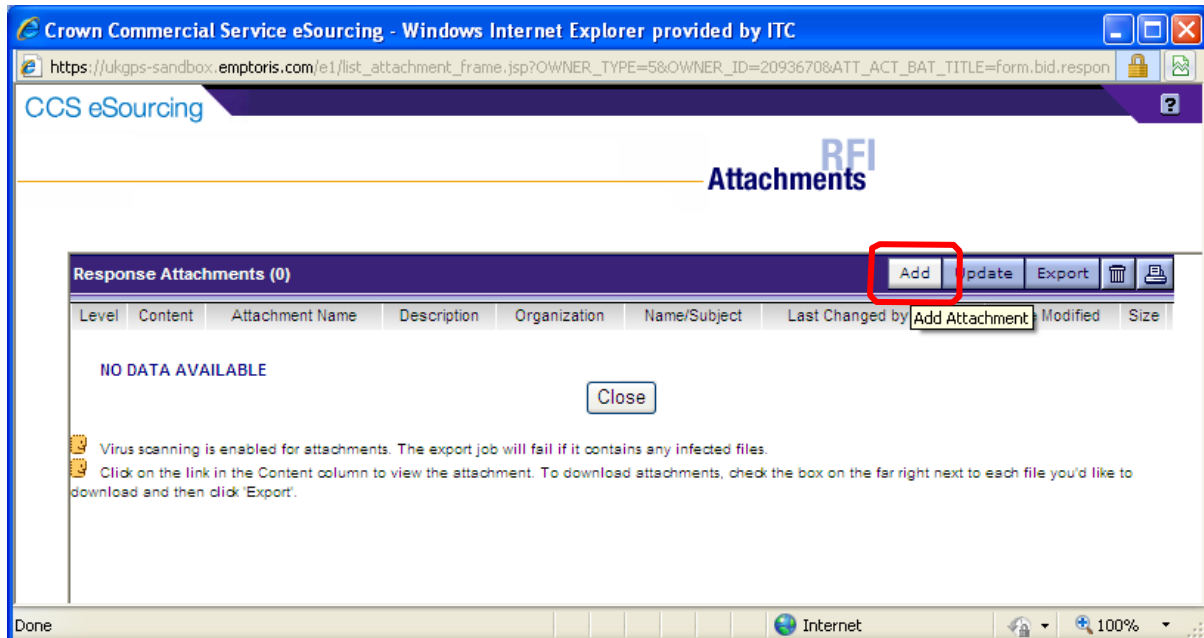 Crown Commercial Service eSourcing - Windows Internet Explorer provided by ITC
https://ukgps-sandbox.emptoris.com/e1/list_attachment_frame.jsp?OWNER_TYPE=5&OWNER_ID=2093670&ATT_ACT_BAT_TITLE=form.bid.respon
CCS eSourcing
?
RFI
Attachments
Response Attachments (0) Add Update Export
Level Content Attachment Name Description Organization Name/Subject Last Changed by Modified Size
Add Attachment
NO DATA AVAILABLE
Close
Virus scanning is enabled for attachments. The export job will fail if it contains any infected files.
Click on the link in the Content column to view the attachment. To download attachments, check the box on the far right next to each file you'd like to
download and then click 'Export'.
Done Internet 100%